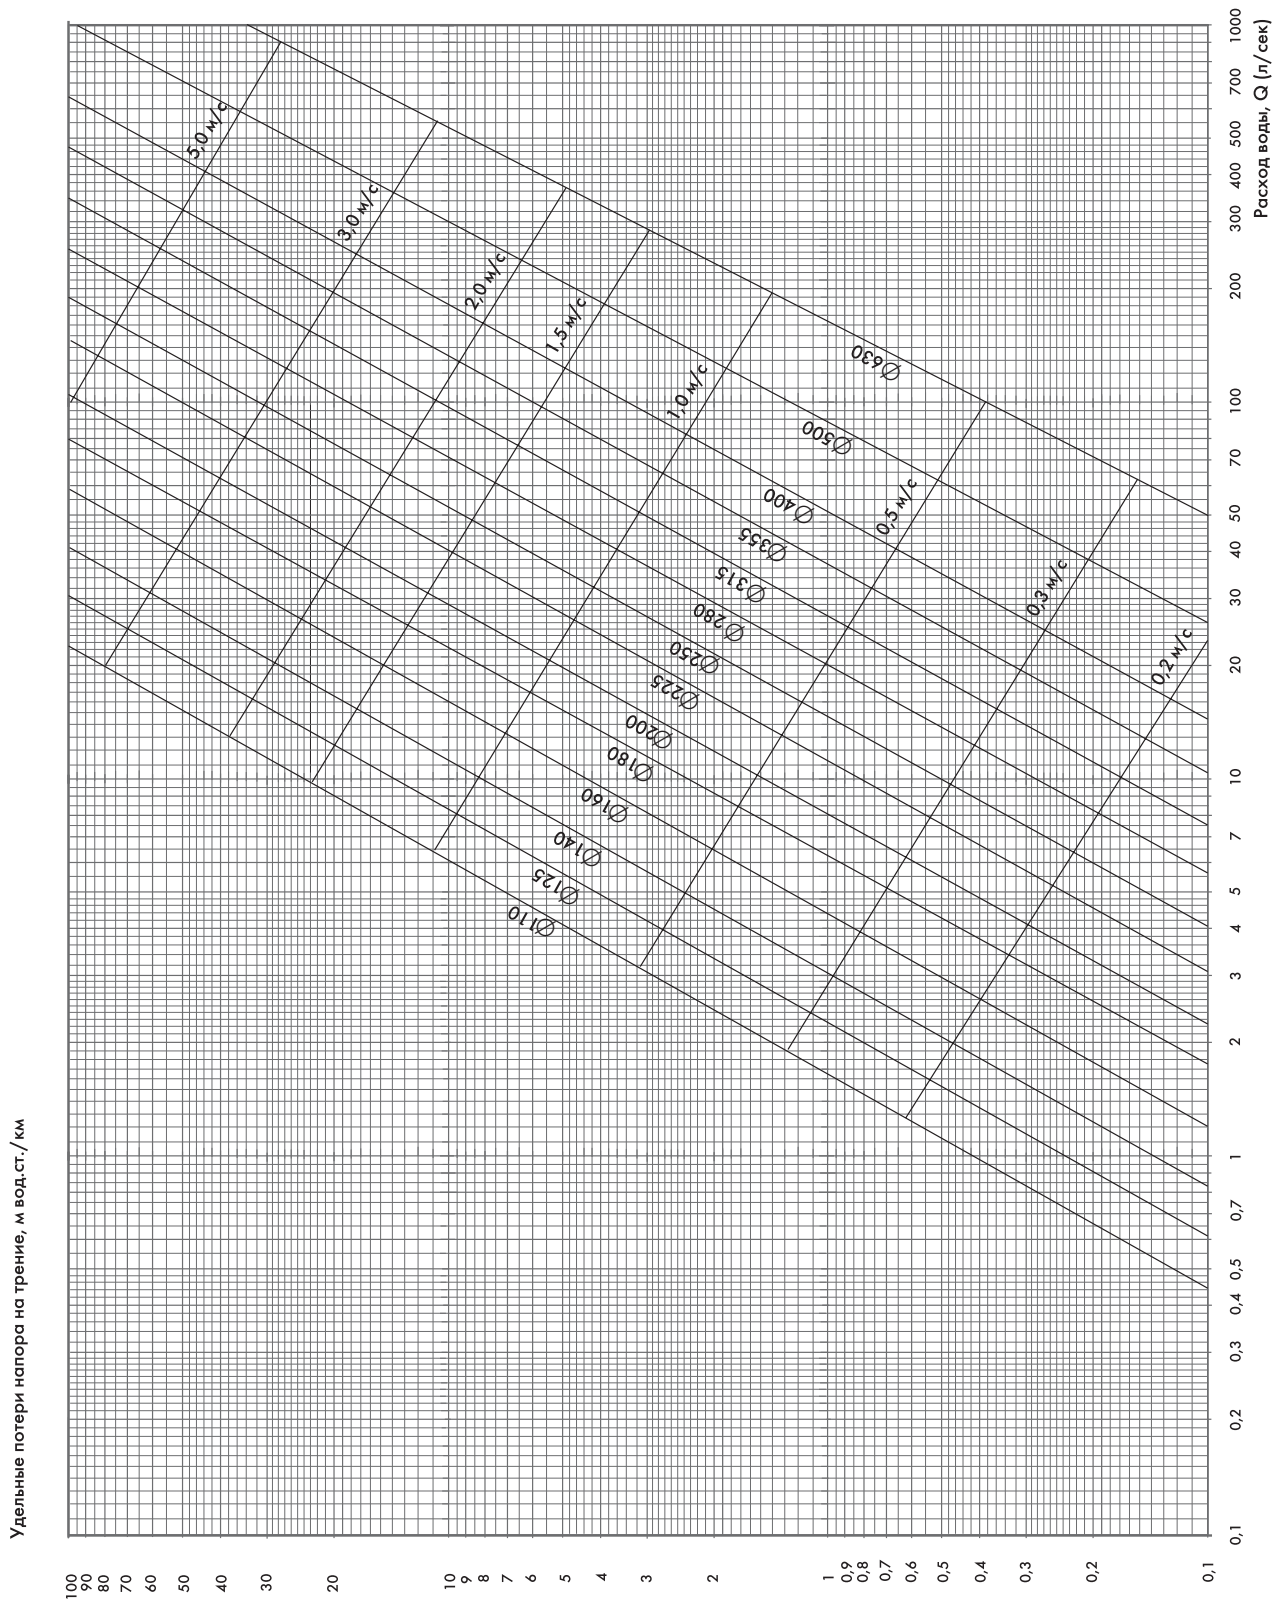 Удельные потери напора на трение, м вод.ст./км
100
90
80
70
60
50
40
30
20
10
9
8
7
6
5
4
3
2
1
0,9
0,8
0,7
0,6
0,5
0,4
0,3
0,2
0,1
5,0 м/с
3,0 м/с
2,0 м/с
1,5 м/с
1,0 м/с
0,5 м/с
0,3 м/с
0,2 м/с
Ø110
Ø125
Ø140
Ø160
Ø180
Ø200
Ø225
Ø250
Ø280
Ø315
Ø355
Ø400
Ø500
Ø630
0,1
0,2
0,3
0,4
0,5
0,7
1
2
3
4
5
7
10
20
30
40
50
70
100
200
300
400
500
700
1000
Расход воды, Q (л/сек)